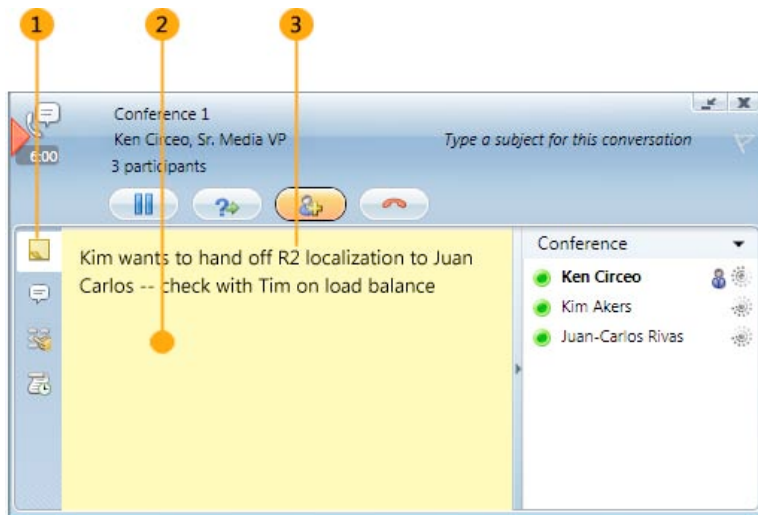 1 2 3
Conference 1
Ken Circeo, Sr. Media VP
Type a subject for this conversation
6:00
3 participants
Kim wants to hand off R2 localization to Juan
Carlos -- check with Tim on load balance
Conference
Ken Circeo
Kim Akers
Juan-Carlos Rivas